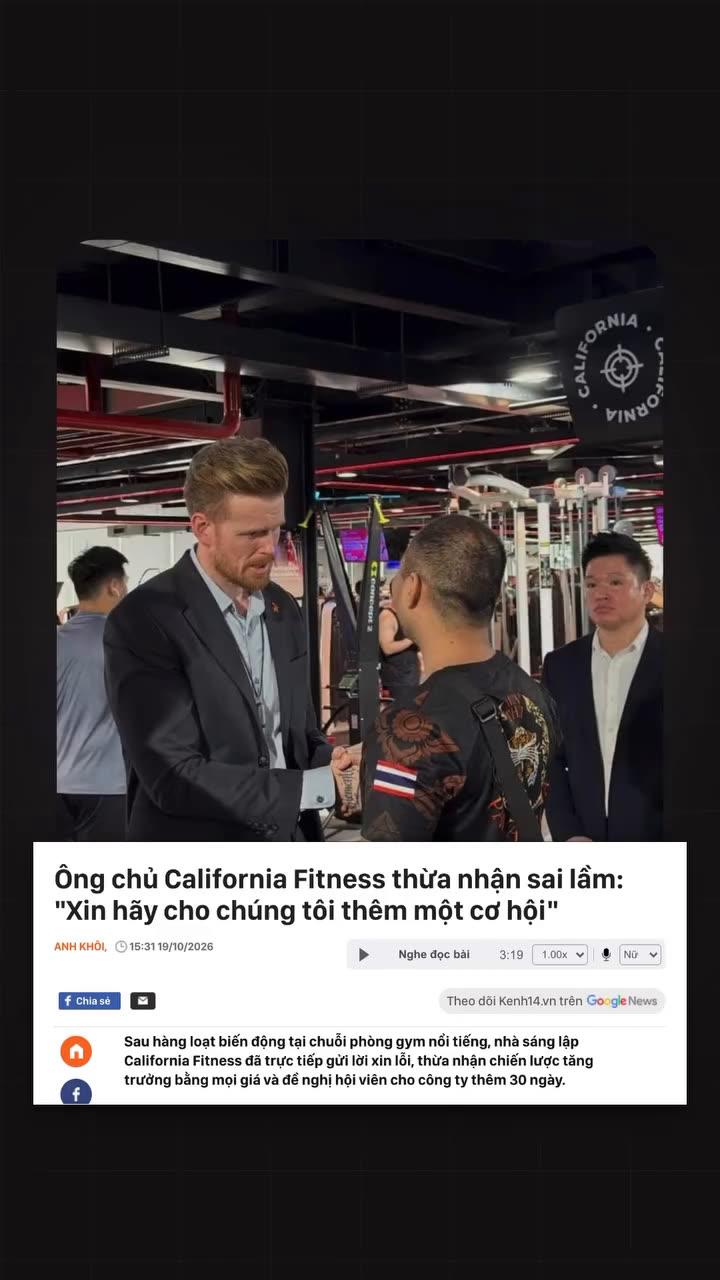 CALIFORNIA · CALIFORNIA ·
concept 2
Ông chủ California Fitness thừa nhận sai lầm:
"Xin hãy cho chúng tôi thêm một cơ hội"
ANH KHÔI, 15:31 19/10/2026
Nghe đọc bài 3:19 1.00x Nữ
Chia sẻ
Theo dõi Kenh14.vn trên Google News
Sau hàng loạt biến động tại chuỗi phòng gym nổi tiếng, nhà sáng lập
California Fitness đã trực tiếp gửi lời xin lỗi, thừa nhận chiến lược tăng
trưởng bằng mọi giá và đề nghị hội viên cho công ty thêm 30 ngày.